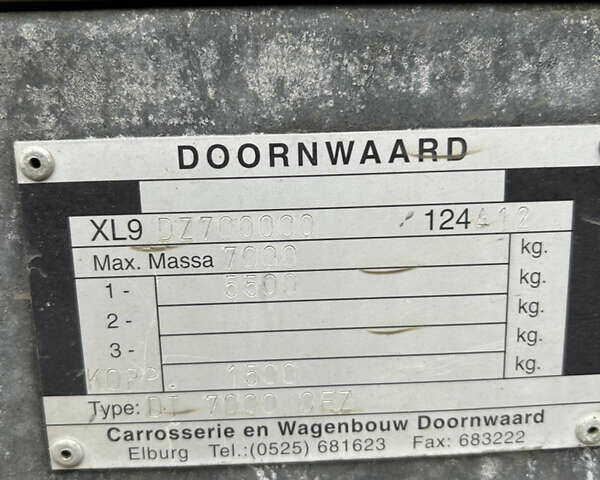 DOORNWAARD
XL9 DZ700000 124412
Max. Massa 7000 kg.
1 - 5500 kg.
2 - kg.
3 - kg.
KOPP. 1500 kg.
Type: DT 7000
Carrosserie en Wagenbouw Doornwaard
Elburg Tel.:(0525) 681623 Fax: 683222